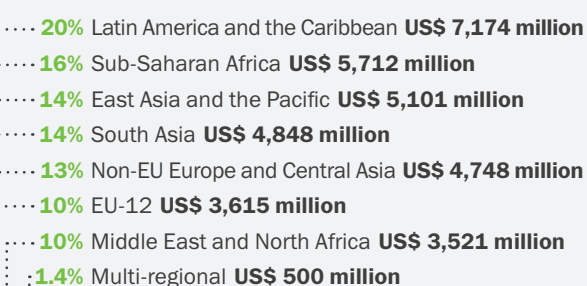 20% Latin America and the Caribbean US$ 7,174 million
16% Sub-Saharan Africa US$ 5,712 million
14% East Asia and the Pacific US$ 5,101 million
14% South Asia US$ 4,848 million
13% Non-EU Europe and Central Asia US$ 4,748 million
10% EU-12 US$ 3,615 million
10% Middle East and North Africa US$ 3,521 million
1.4% Multi-regional US$ 500 million